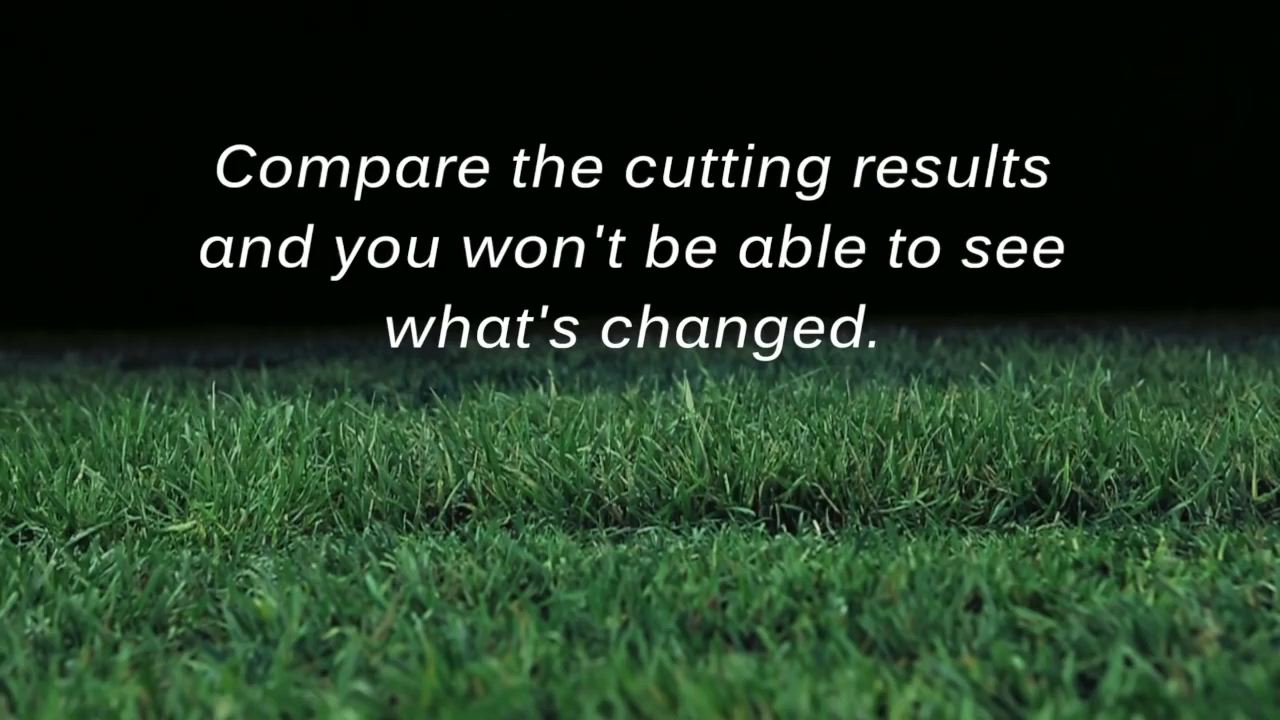 Compare the cutting results
and you won't be able to see
what's changed.